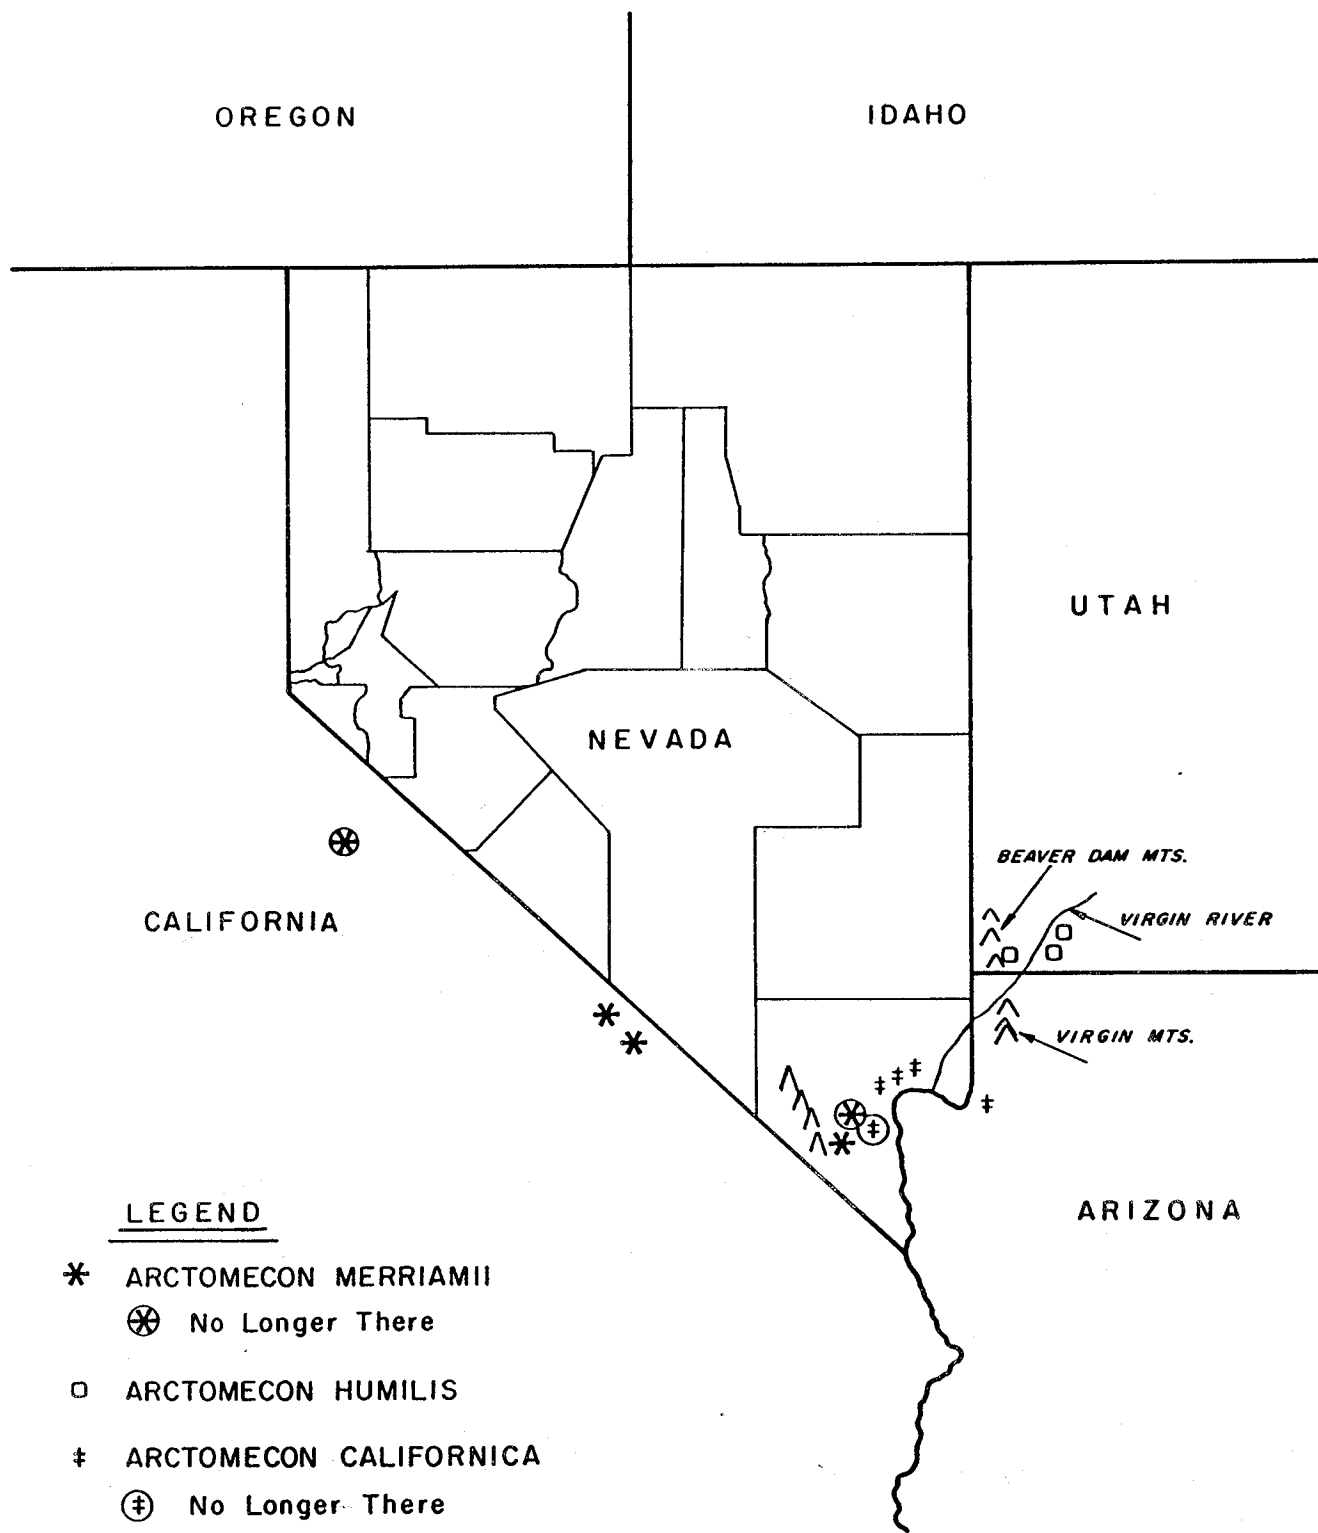 OREGON
IDAHO
UTAH
NEVADA
BEAVER DAM MTS.
CALIFORNIA
VIRGIN RIVER
VIRGIN MTS.
ARIZONA
LEGEND
ARCTOMECON MERRIAMII
No Longer There
ARCTOMECON HUMILIS
ARCTOMECON CALIFORNICA
No Longer There